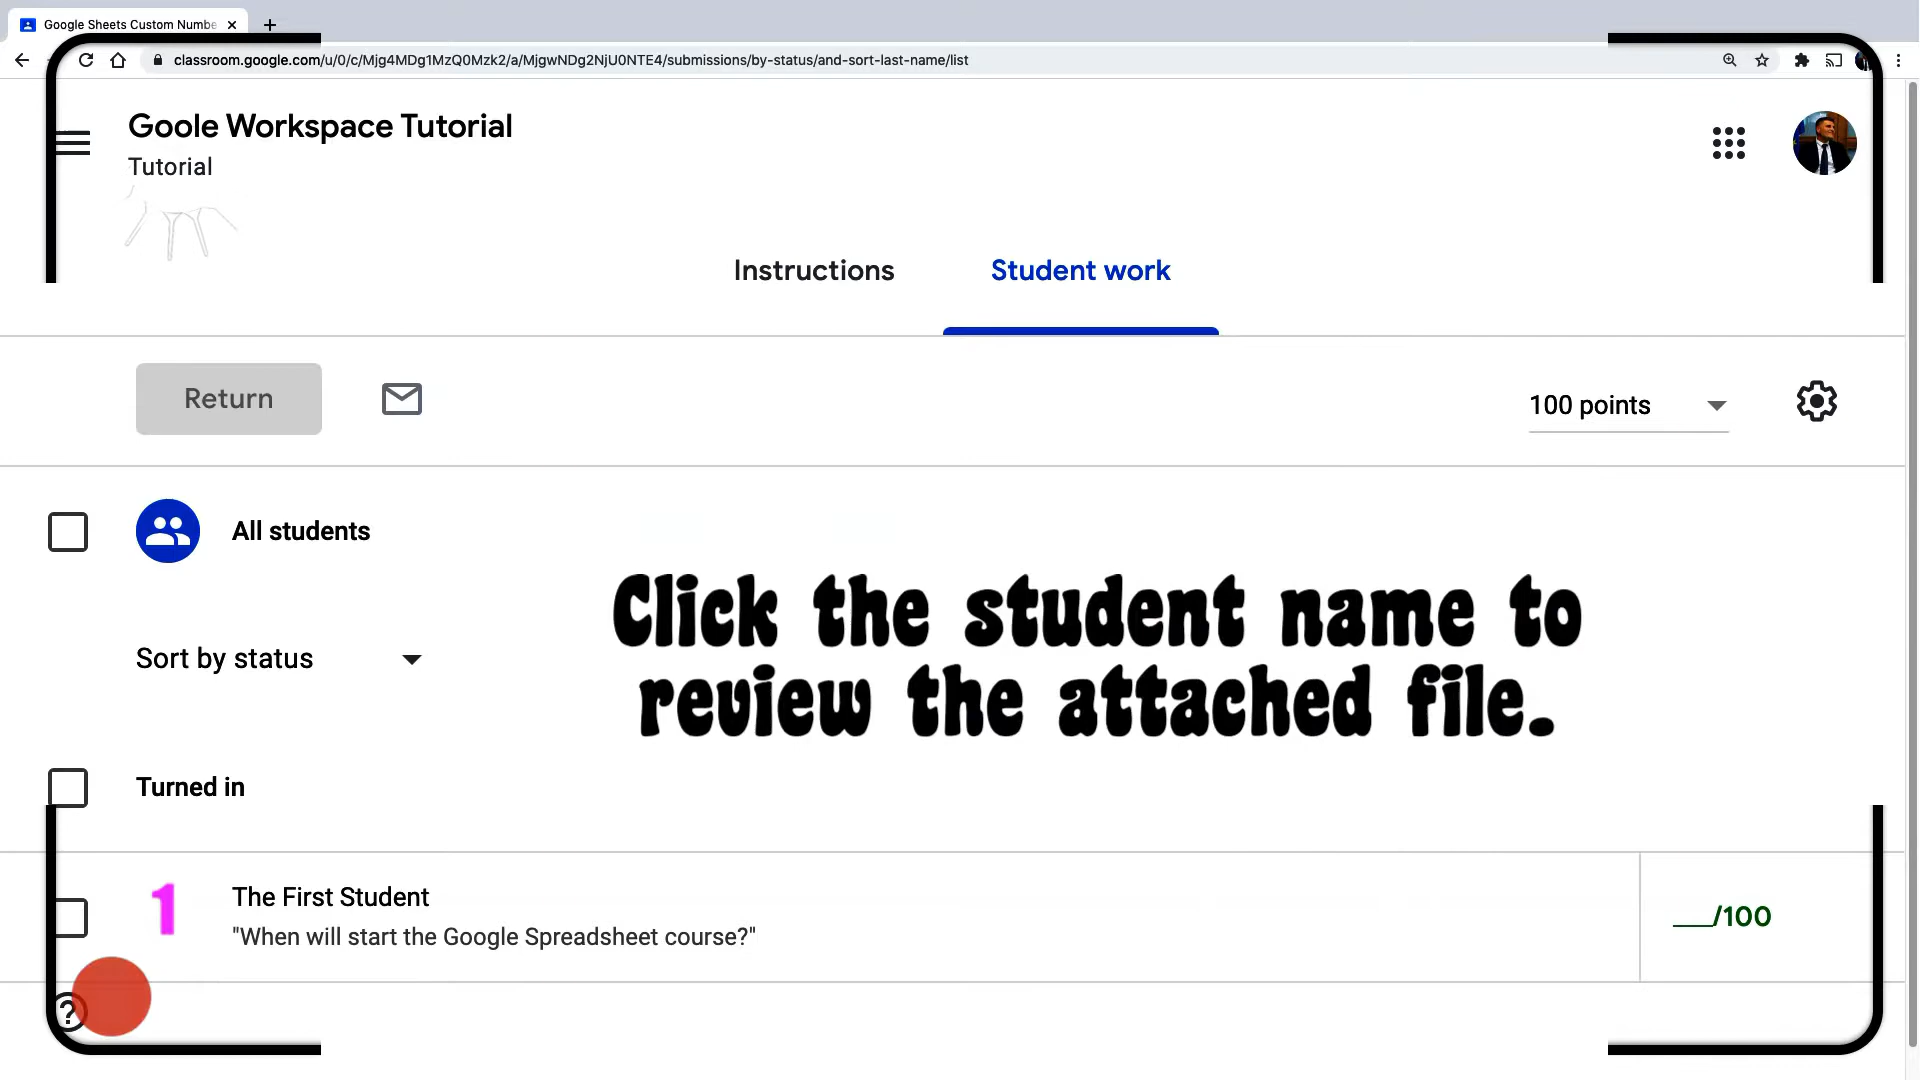 Google Sheets Custom Numbe
classroom.google.com/u/0/c/Mjg4MDg1MzQ0Mzk2/a/MjgwNDg2NjU0NTE4/submissions/by-status/and-sort-last-name/list
Goole Workspace Tutorial
Tutorial
Instructions
Student work
Return
100 points
All students
Click the student name to
review the attached file.
Sort by status
Turned in
1
The First Student
___/100
"When will start the Google Spreadsheet course?"
?